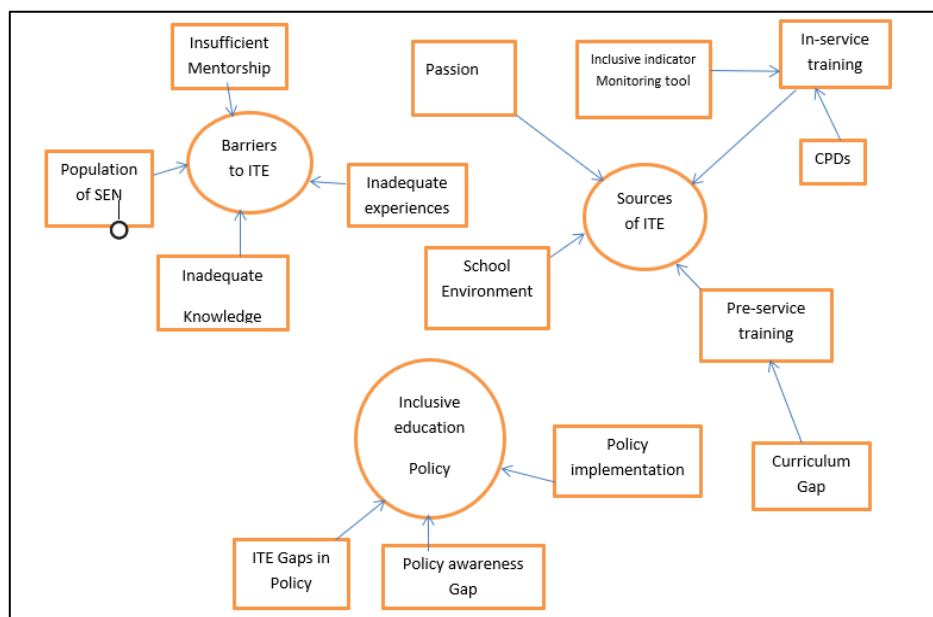 Insufficient
Mentorship
Barriers
to ITE
Population
of SEN
Inadequate
experiences
Inadequate
Knowledge
Passion
Inclusive indicator
Monitoring tool
In-service
training
CPDs
Sources
of ITE
School
Environment
Pre-service
training
Curriculum
Gap
Inclusive
education
Policy
Policy
implementation
ITE Gaps in
Policy
Policy awareness
Gap